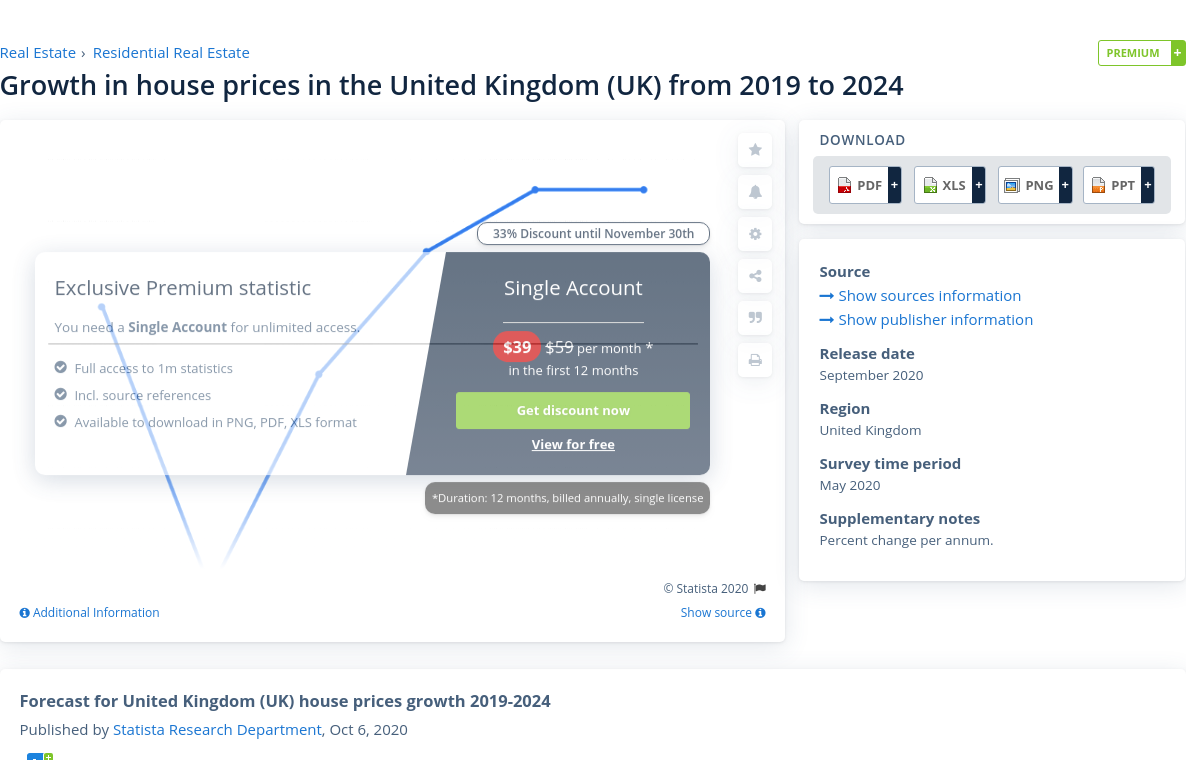 Real Estate › Residential Real Estate
PREMIUM +
Growth in house prices in the United Kingdom (UK) from 2019 to 2024
33% Discount until November 30th
Exclusive Premium statistic
You need a Single Account for unlimited access.
Full access to 1m statistics
Incl. source references
Available to download in PNG, PDF, XLS format
Single Account
$39 $59 per month *
in the first 12 months
Get discount now
View for free
*Duration: 12 months, billed annually, single license
© Statista 2020
Additional Information
Show source
DOWNLOAD
PDF + XLS + PNG + PPT +
Source
Show sources information
Show publisher information
Release date
September 2020
Region
United Kingdom
Survey time period
May 2020
Supplementary notes
Percent change per annum.
Forecast for United Kingdom (UK) house prices growth 2019-2024
Published by Statista Research Department, Oct 6, 2020